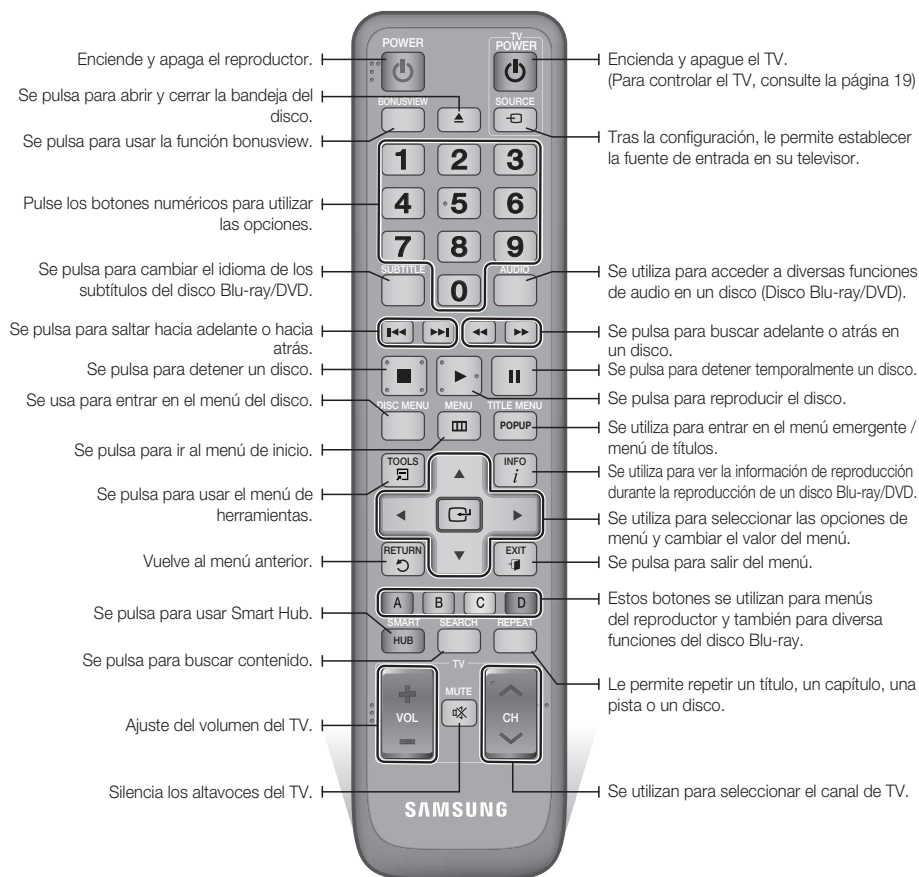 POWER
TV
POWER
BONUSVIEW
SOURCE
1 2 3
4 5 6
7 8 9
SUBTITLE
0
AUDIO
DISC MENU
MENU
TITLE MENU
POPUP
TOOLS
INFO
i
RETURN
EXIT
A B C D
SMART
HUB
SEARCH
REPEAT
TV
VOL
MUTE
CH
SAMSUNG
Enciende y apaga el reproductor.
Se pulsa para abrir y cerrar la bandeja del
disco.
Se pulsa para usar la función bonusview.
Pulse los botones numéricos para utilizar
las opciones.
Se pulsa para cambiar el idioma de los
subtítulos del disco Blu-ray/DVD.
Se pulsa para saltar hacia adelante o hacia
atrás.
Se pulsa para detener un disco.
Se usa para entrar en el menú del disco.
Se pulsa para ir al menú de inicio.
Se pulsa para usar el menú de
herramientas.
Vuelve al menú anterior.
Se pulsa para usar Smart Hub.
Se pulsa para buscar contenido.
Ajuste del volumen del TV.
Silencia los altavoces del TV.
Encienda y apague el TV.
(Para controlar el TV, consulte la página 19)
Tras la configuración, le permite establecer
la fuente de entrada en su televisor.
Se utiliza para acceder a diversas funciones
de audio en un disco (Disco Blu-ray/DVD).
Se pulsa para buscar adelante o atrás en
un disco.
Se pulsa para detener temporalmente un disco.
Se pulsa para reproducir el disco.
Se utiliza para entrar en el menú emergente /
menú de títulos.
Se utiliza para ver la información de reproducción
durante la reproducción de un disco Blu-ray/DVD.
Se utiliza para seleccionar las opciones de
menú y cambiar el valor del menú.
Se pulsa para salir del menú.
Estos botones se utilizan para menús
del reproductor y también para diversa
funciones del disco Blu-ray.
Le permite repetir un título, un capítulo, una
pista o un disco.
Se utilizan para seleccionar el canal de TV.